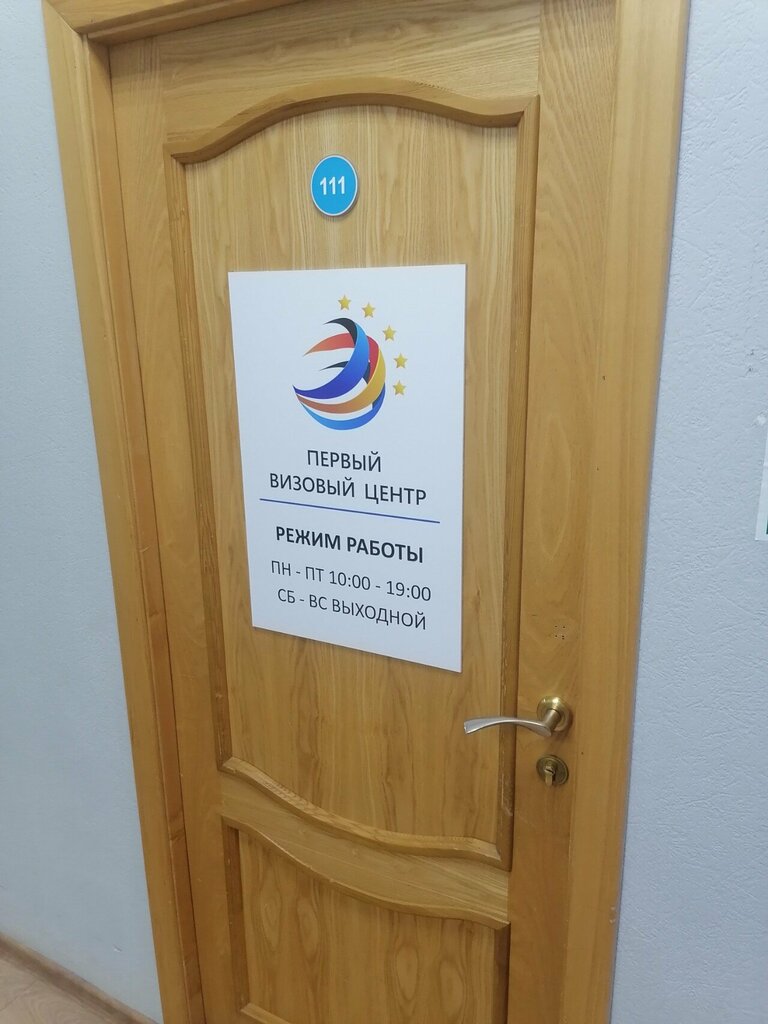 111
ПЕРВЫЙ
ВИЗОВЫЙ ЦЕНТР
РЕЖИМ РАБОТЫ
ПН - ПТ 10:00 - 19:00
СБ - ВС ВЫХОДНОЙ